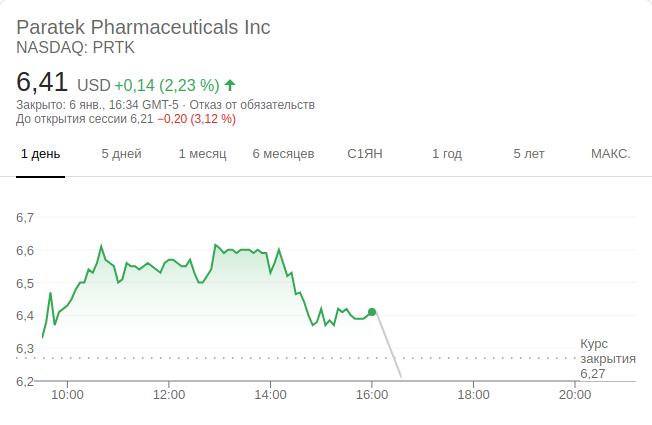 Paratek Pharmaceuticals Inc
NASDAQ: PRTK
6,41 USD +0,14 (2,23 %)
Закрыто: 6 янв., 16:34 GMT-5 · Отказ от обязательств
До открытия сессии 6,21 −0,20 (3,12 %)
1 день 5 дней 1 месяц 6 месяцев С1ЯН 1 год 5 лет МАКС.
6,7
6,6
6,5
6,4
6,3
6,2
Курс
закрытия
6,27
10:00 12:00 14:00 16:00 18:00 20:00